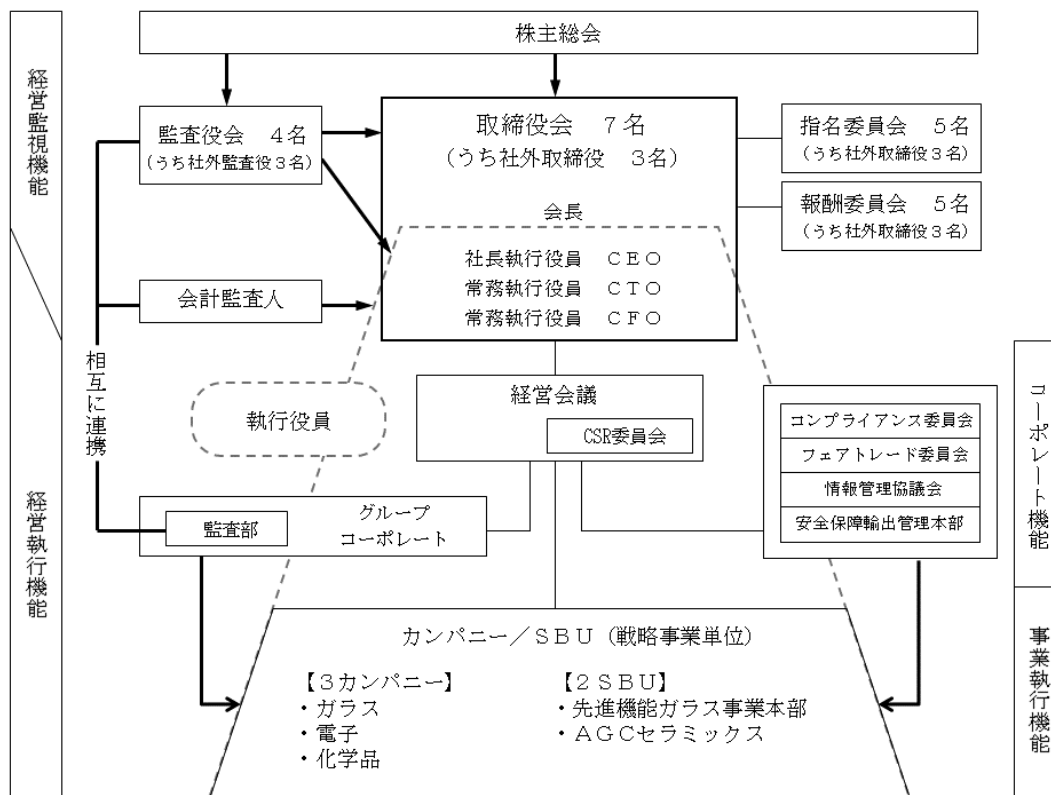 株主総会
経営監視機能
監査役会　４名
(うち社外監査役３名)
取締役会　７名
(うち社外取締役　３名)
指名委員会　５名
(うち社外取締役３名)
報酬委員会　５名
(うち社外取締役３名)
会長
社長執行役員　ＣＥＯ
常務執行役員　ＣＴＯ
常務執行役員　ＣＦＯ
会計監査人
相互に連携
執行役員
経営会議
CSR委員会
コンプライアンス委員会
フェアトレード委員会
情報管理協議会
安全保障輸出管理本部
コーポレート機能
経営執行機能
監査部
グループ
コーポレート
カンパニー／ＳＢＵ（戦略事業単位）
【３カンパニー】
・ガラス
・電子
・化学品
【２ＳＢＵ】
・先進機能ガラス事業本部
・ＡＧＣセラミックス
事業執行機能